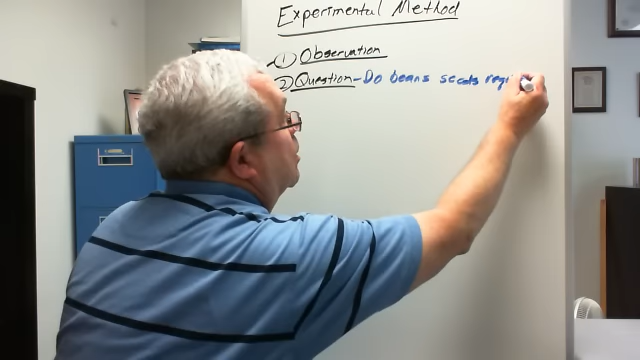 Experimental Method
① Observation
② Question - Do beans seeds